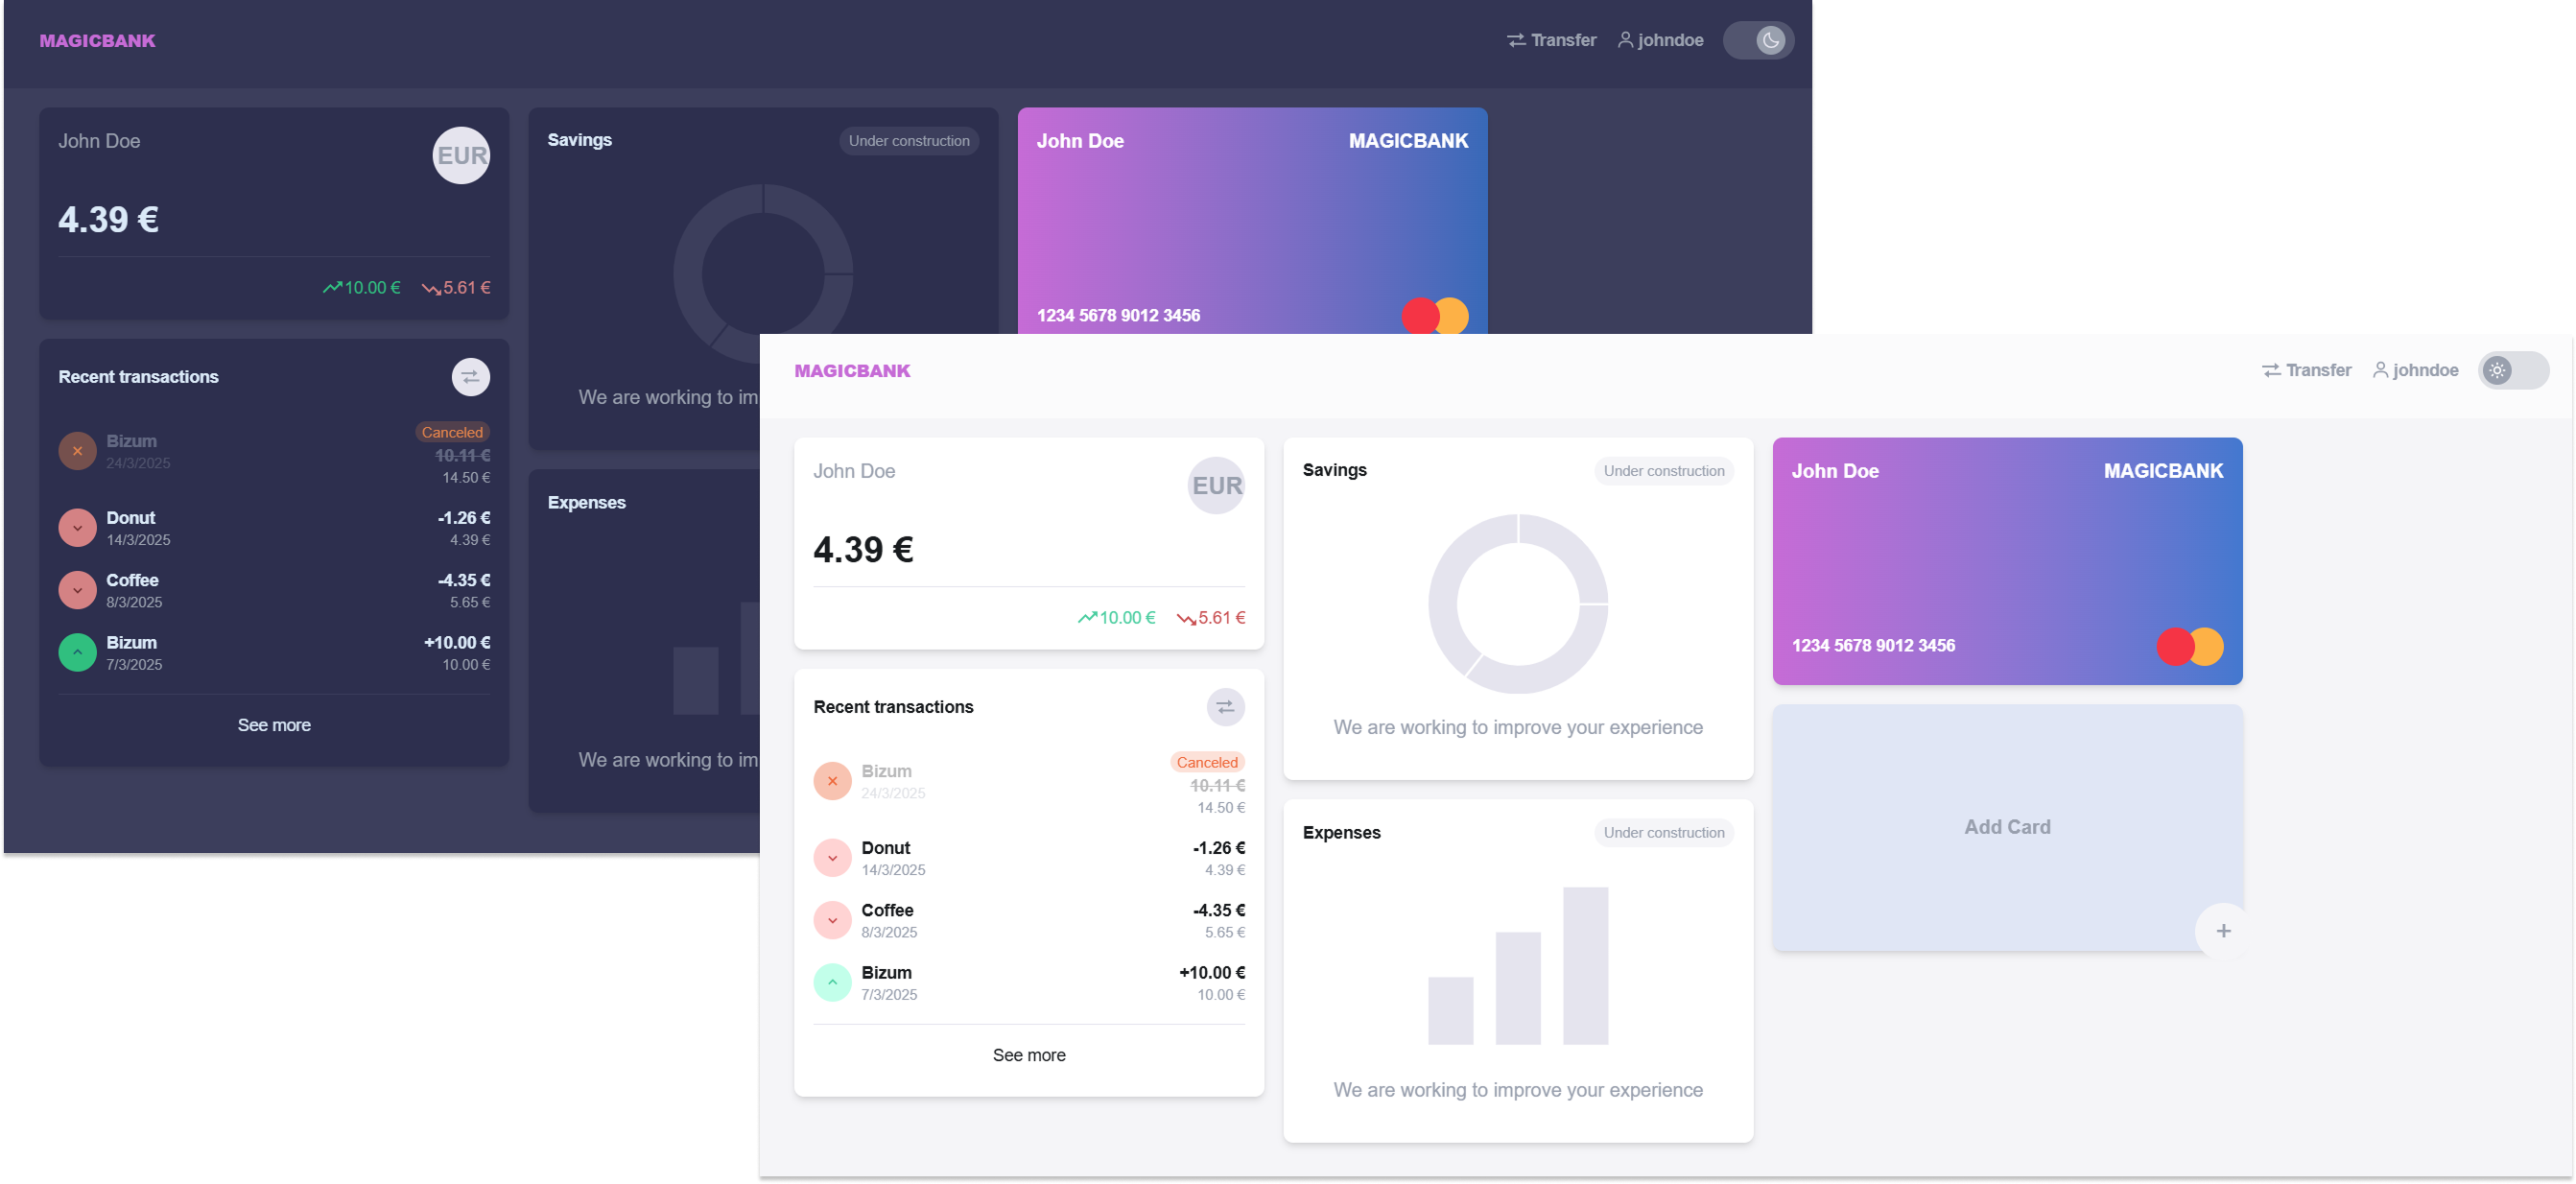 MAGICBANK
Transfer johndoe
John Doe
EUR
4.39 €
10.00 € 5.61 €
Recent transactions
Bizum
24/3/2025
Canceled
10.11 €
14.50 €
Donut -1.26 €
14/3/2025 4.39 €
Coffee -4.35 €
8/3/2025 5.65 €
Bizum +10.00 €
7/3/2025 10.00 €
See more
Savings Under construction
We are working to im
Expenses
We are working to im
John Doe MAGICBANK
1234 5678 9012 3456
MAGICBANK
Transfer johndoe
John Doe
EUR
4.39 €
10.00 € 5.61 €
Recent transactions
Bizum
24/3/2025
Canceled
10.11 €
14.50 €
Donut -1.26 €
14/3/2025 4.39 €
Coffee -4.35 €
8/3/2025 5.65 €
Bizum +10.00 €
7/3/2025 10.00 €
See more
Savings Under construction
We are working to improve your experience
Expenses Under construction
We are working to improve your experience
John Doe MAGICBANK
1234 5678 9012 3456
Add Card
+